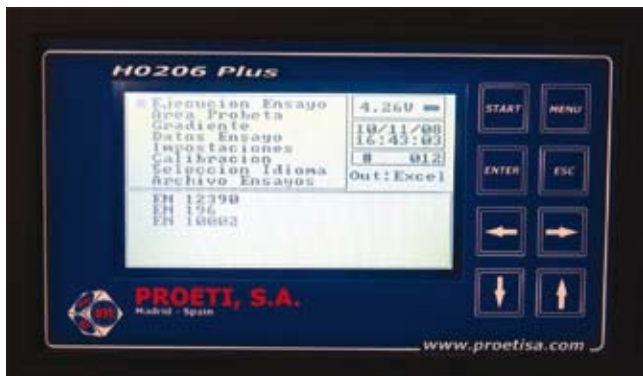 H0206 Plus
Ejecucion Ensayo
Area Probeta
Gradiente
Datos Ensayo
Impostaciones
Calibracion
Seleccion Idioma
Archivo Ensayos
4.26V
10/11/08
16:43:03
# 012
Out:Excel
EN 12390
EN 196
EN 10002
START
MENU
ENTER
ESC
PROETI, S.A.
Madrid - Spain
www.proetisa.com